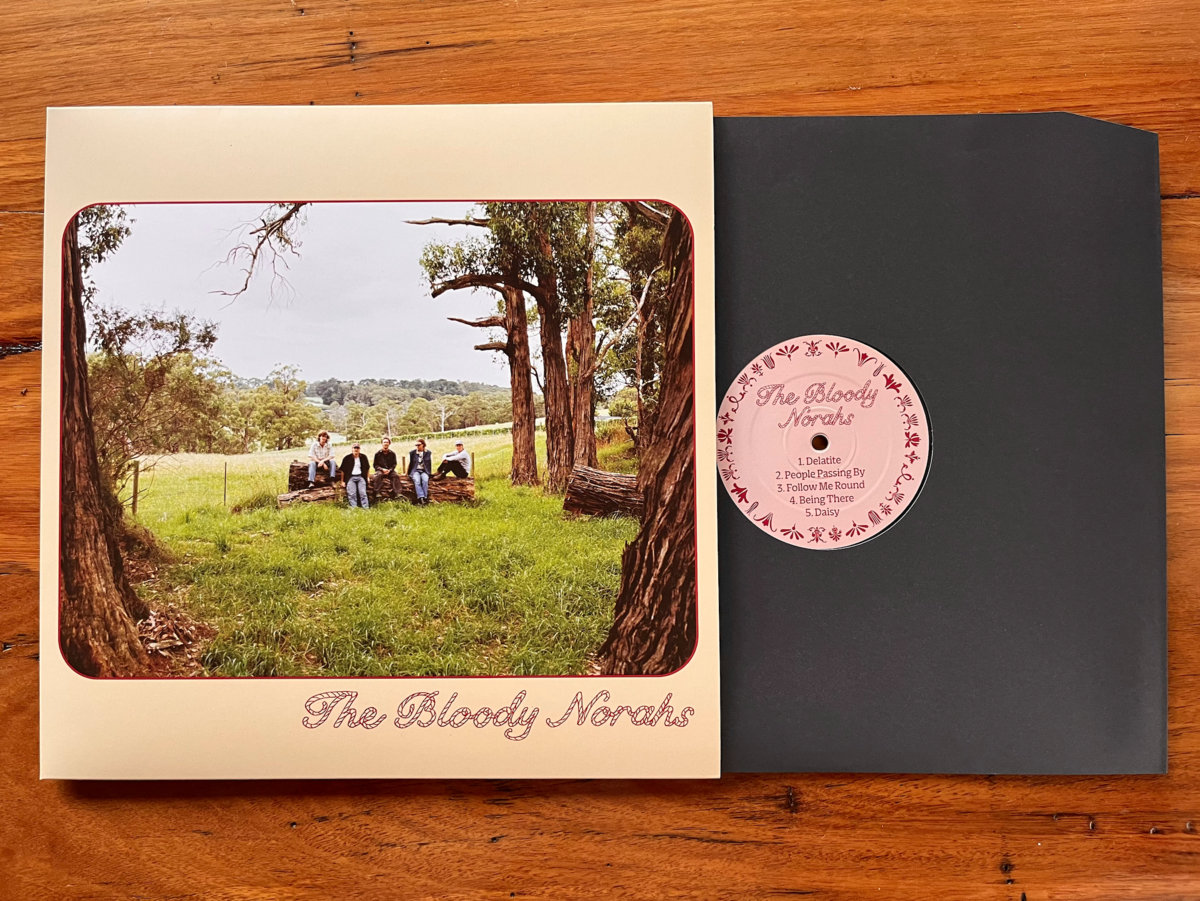 The Bloody Norahs
The Bloody
Norahs
1. Delatite
2. People Passing By
3. Follow Me Round
4. Being There
5. Daisy